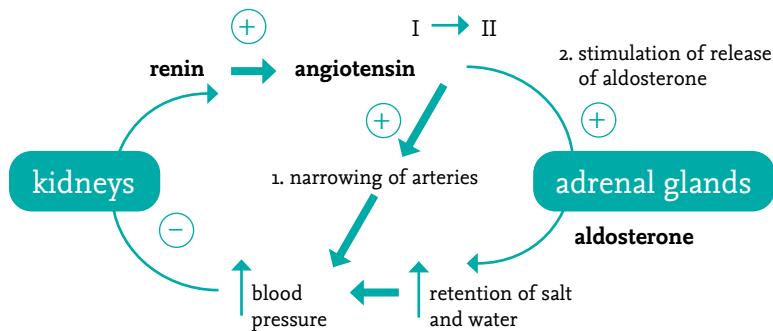 +
I → II
2. stimulation of release
of aldosterone
renin
angiotensin
+
+
kidneys
1. narrowing of arteries
adrenal glands
−
aldosterone
blood
pressure
retention of salt
and water